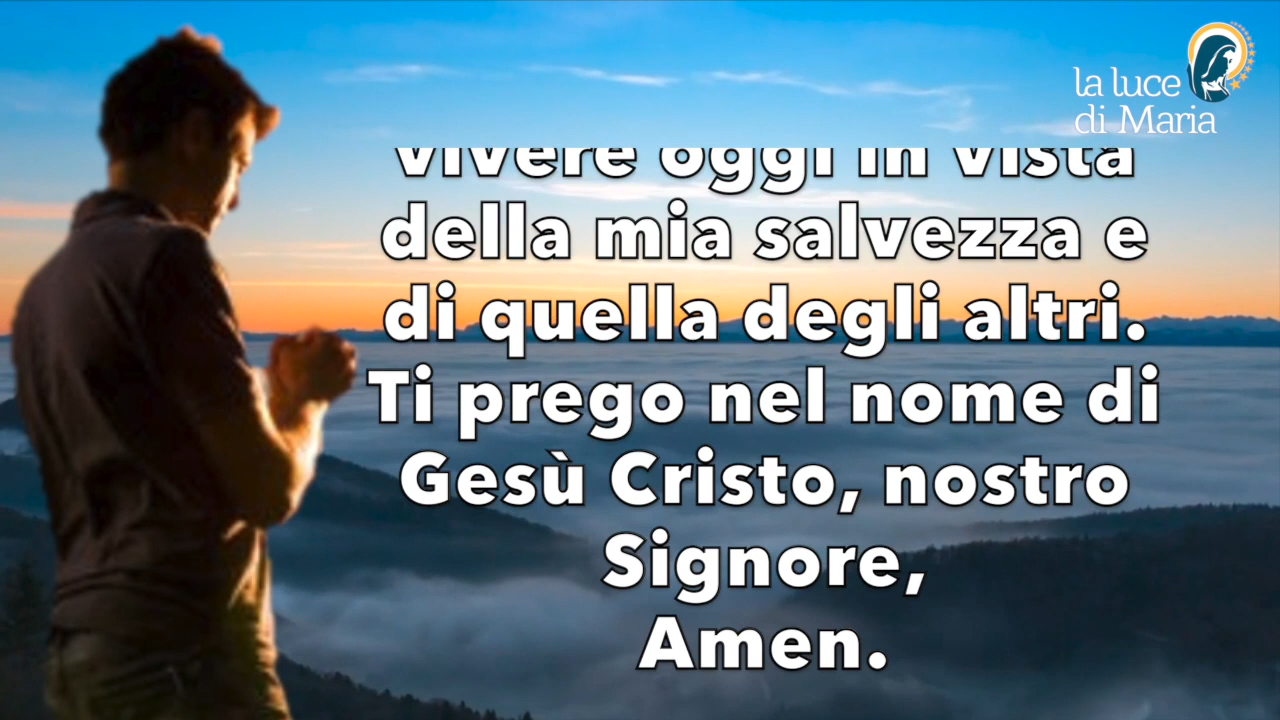 la luce
di Maria
vivere oggi in vista
della mia salvezza e
di quella degli altri.
Ti prego nel nome di
Gesù Cristo, nostro
Signore,
Amen.